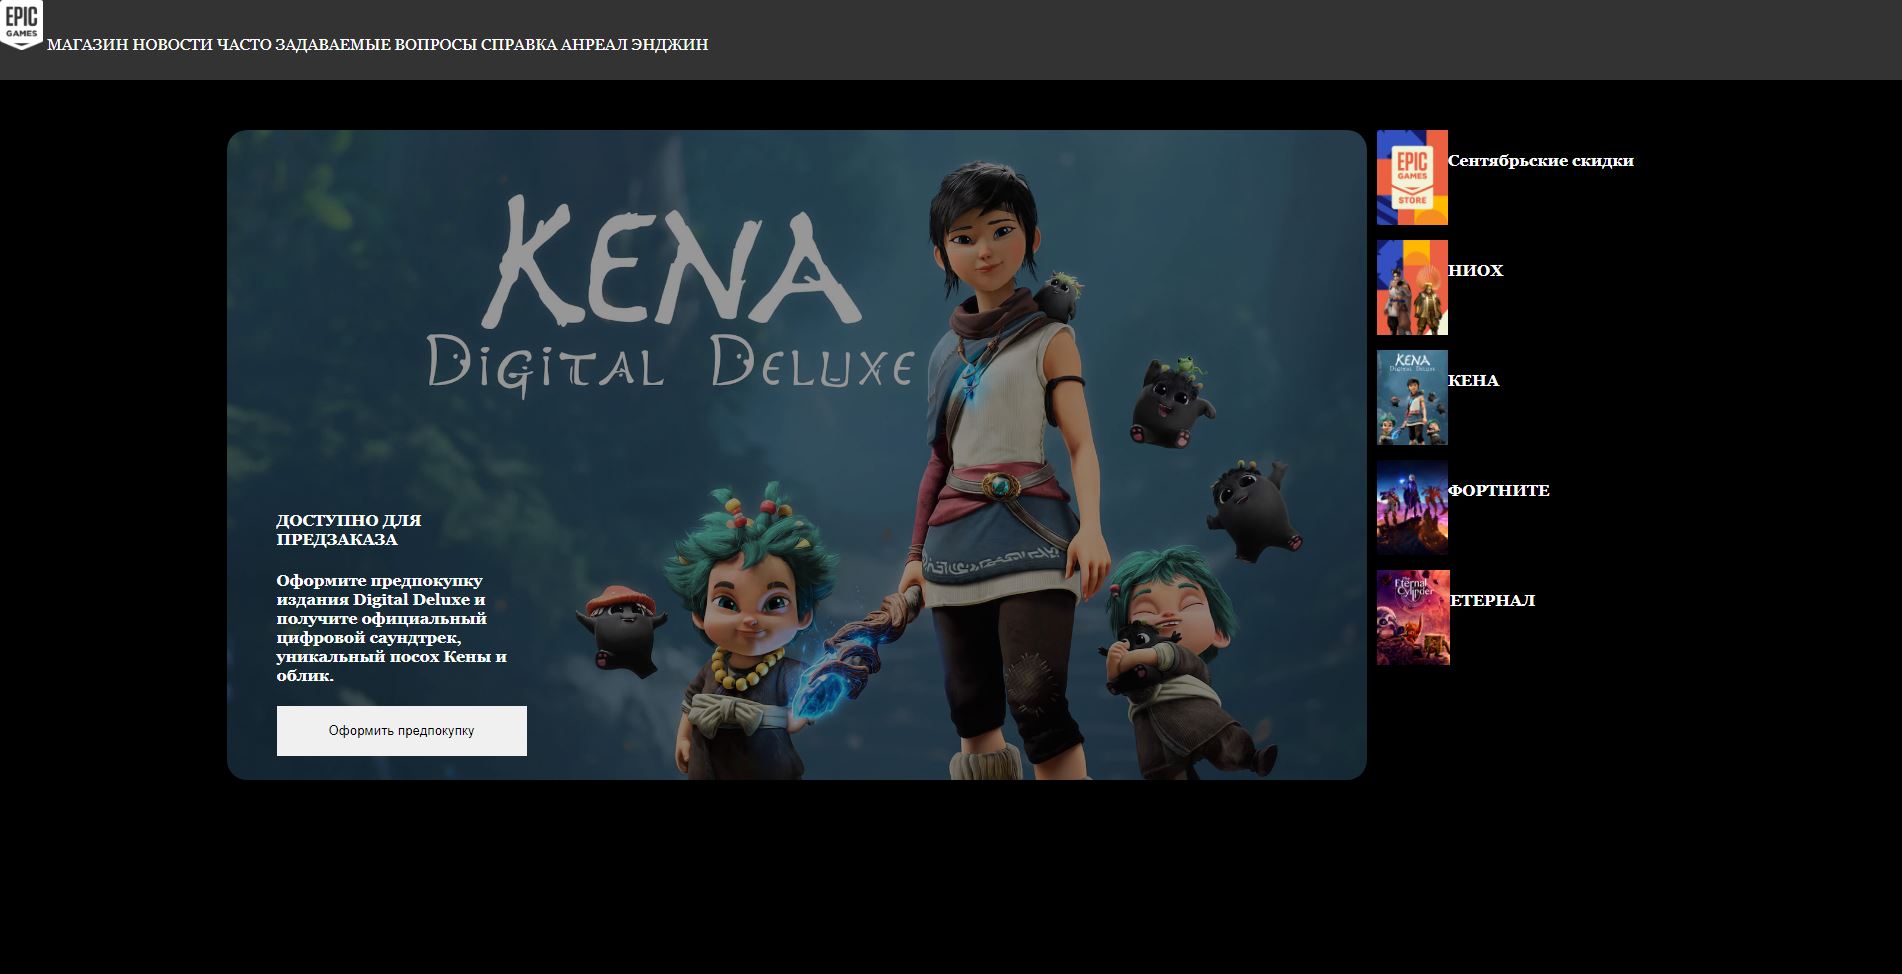 EPIC
GAMES
МАГАЗИН НОВОСТИ ЧАСТО ЗАДАВАЕМЫЕ ВОПРОСЫ СПРАВКА АНРЕАЛ ЭНДЖИН
KENA
DIGITAL DELUXE
ДОСТУПНО ДЛЯ
ПРЕДЗАКАЗА
Оформите предпокупку
издания Digital Deluxe и
получите официальный
цифровой саундтрек,
уникальный посох Кены и
облик.
Оформить предпокупку
EPIC
GAMES
STORE
Сентябрьские скидки
НИОХ
KENA
DIGITAL DELUXE
КЕНА
ФОРТНИТЕ
The
Eternal
Cylinder
ЕТЕРНАЛ